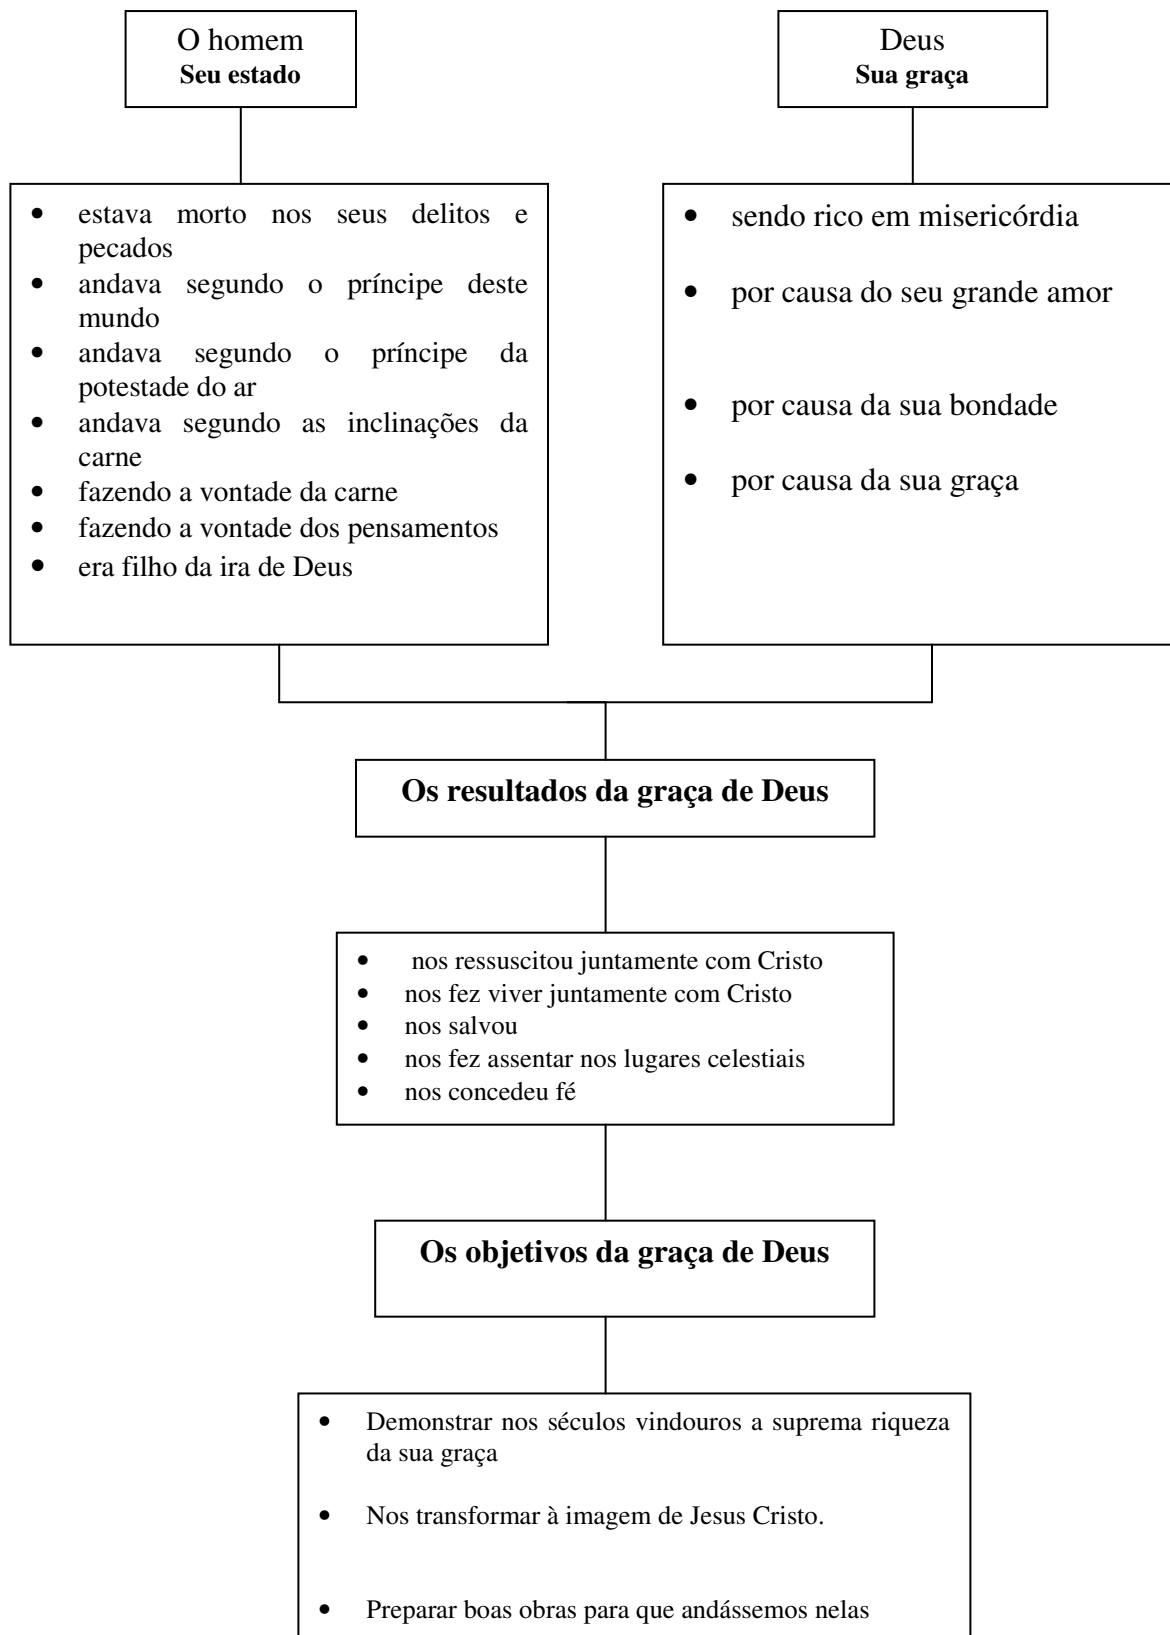 O homem
Seu estado
Deus
Sua graça
• estava morto nos seus delitos e
pecados
• andava segundo o príncipe deste
mundo
• andava segundo o príncipe da
potestade do ar
• andava segundo as inclinações da
carne
• fazendo a vontade da carne
• fazendo a vontade dos pensamentos
• era filho da ira de Deus
• sendo rico em misericórdia
• por causa do seu grande amor
• por causa da sua bondade
• por causa da sua graça
Os resultados da graça de Deus
• nos ressuscitou juntamente com Cristo
• nos fez viver juntamente com Cristo
• nos salvou
• nos fez assentar nos lugares celestiais
• nos concedeu fé
Os objetivos da graça de Deus
• Demonstrar nos séculos vindouros a suprema riqueza
da sua graça
• Nos transformar à imagem de Jesus Cristo.
• Preparar boas obras para que andássemos nelas